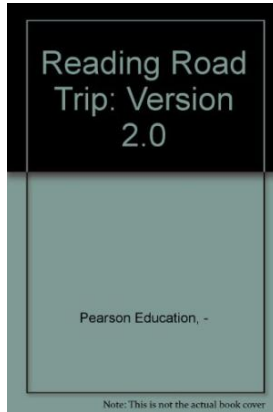 Reading Road
Trip: Version
2.0
Pearson Education, -
Note: This is not the actual book cover